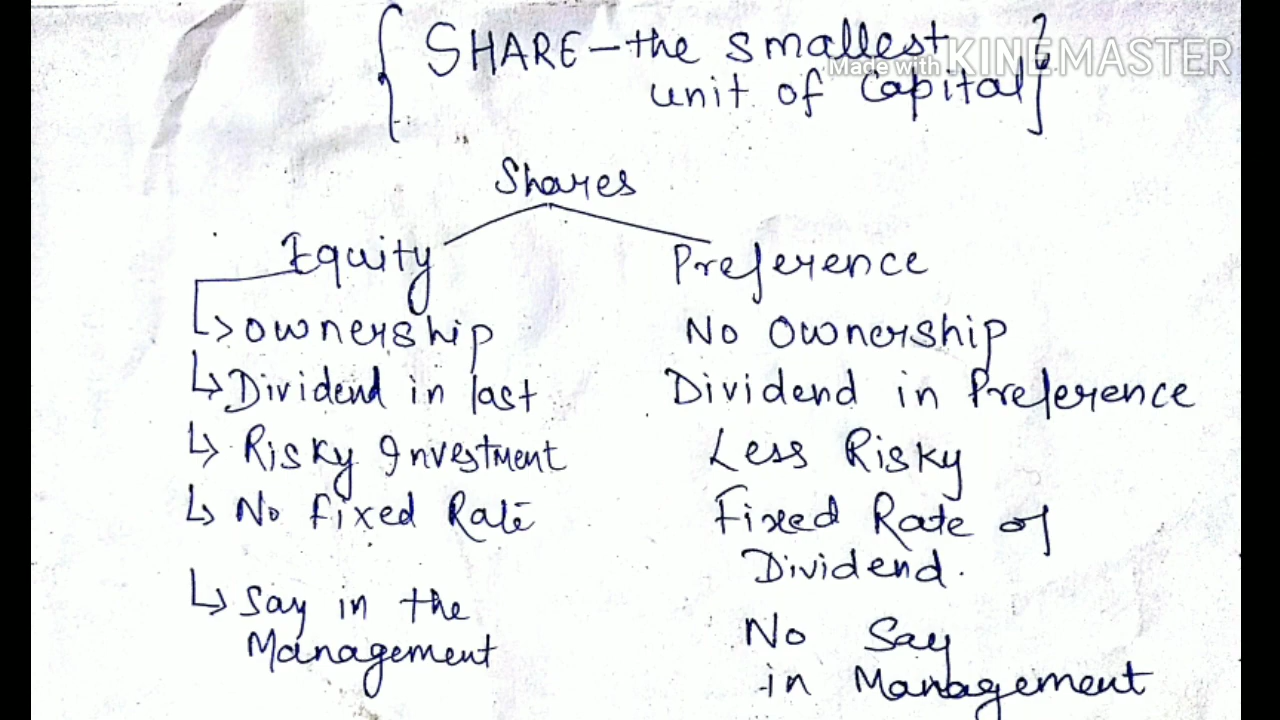 { SHARE – the smallest
unit of Capital }
Made with KINEMASTER
Shares
Equity
Preference
Ownership
No Ownership
Dividend in last
Dividend in Preference
Risky Investment
Less Risky
No fixed Rate
Fixed Rate of
Dividend.
Say in the
Management
No Say
in Management